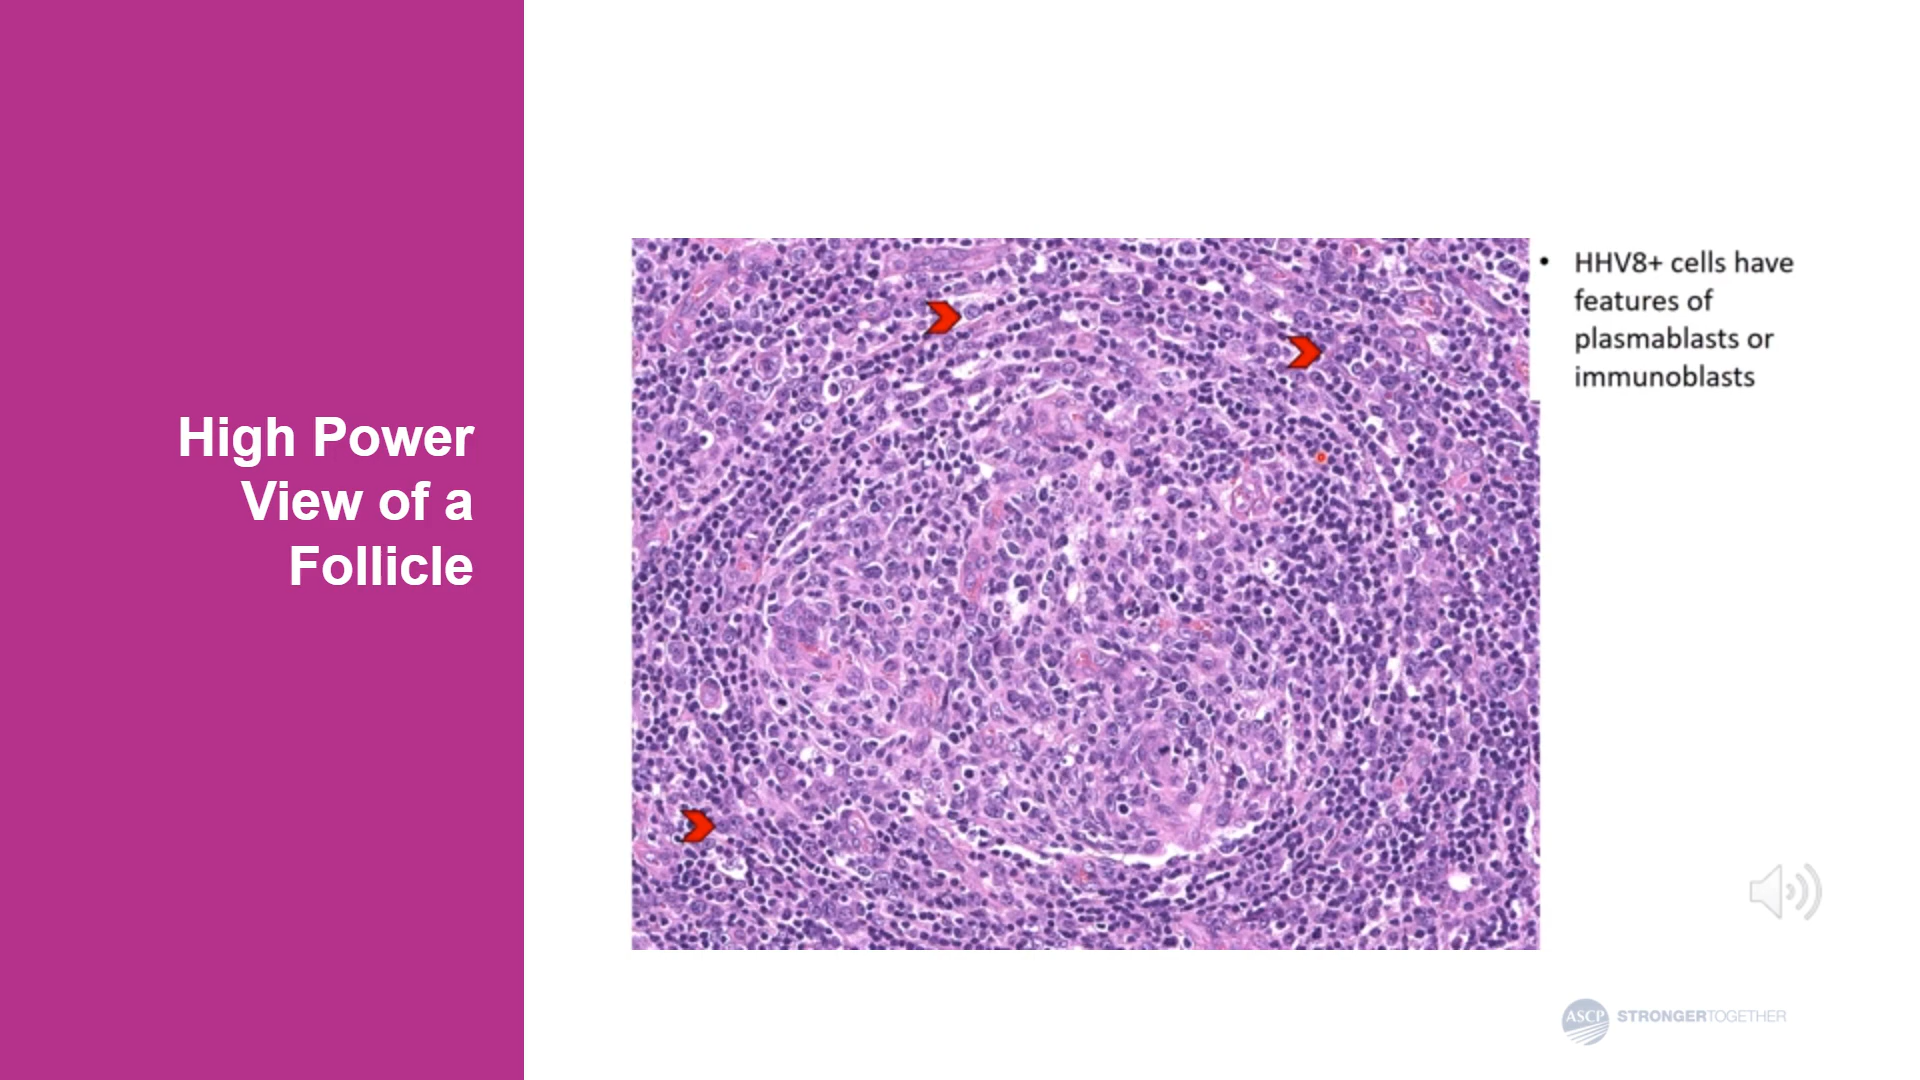 High Power
View of a
Follicle
• HHV8+ cells have
features of
plasmablasts or
immunoblasts
ASCP STRONGERTOGETHER